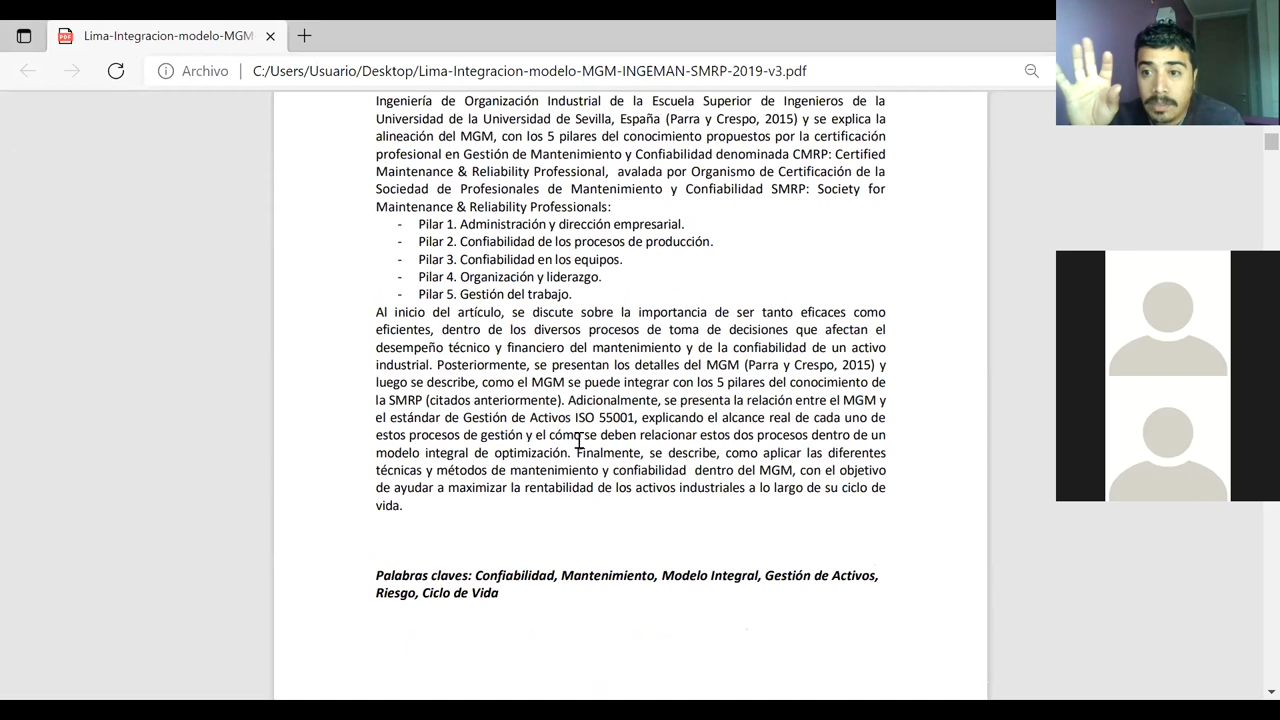 Lima-Integracion-modelo-MGM
Archivo
C:/Users/Usuario/Desktop/Lima-Integracion-modelo-MGM-INGEMAN-SMRP-2019-v3.pdf
Ingeniería de Organización Industrial de la Escuela Superior de Ingenieros de la
Universidad de la Universidad de Sevilla, España (Parra y Crespo, 2015) y se explica la
alineación del MGM, con los 5 pilares del conocimiento propuestos por la certificación
profesional en Gestión de Mantenimiento y Confiabilidad denominada CMRP: Certified
Maintenance & Reliability Professional, avalada por Organismo de Certificación de la
Sociedad de Profesionales de Mantenimiento y Confiabilidad SMRP: Society for
Maintenance & Reliability Professionals:
- Pilar 1. Administración y dirección empresarial.
- Pilar 2. Confiabilidad de los procesos de producción.
- Pilar 3. Confiabilidad en los equipos.
- Pilar 4. Organización y liderazgo.
- Pilar 5. Gestión del trabajo.
Al inicio del artículo, se discute sobre la importancia de ser tanto eficaces como
eficientes, dentro de los diversos procesos de toma de decisiones que afectan el
desempeño técnico y financiero del mantenimiento y de la confiabilidad de un activo
industrial. Posteriormente, se presentan los detalles del MGM (Parra y Crespo, 2015) y
luego se describe, como el MGM se puede integrar con los 5 pilares del conocimiento de
la SMRP (citados anteriormente). Adicionalmente, se presenta la relación entre el MGM y
el estándar de Gestión de Activos ISO 55001, explicando el alcance real de cada uno de
estos procesos de gestión y el cómo se deben relacionar estos dos procesos dentro de un
modelo integral de optimización. Finalmente, se describe, como aplicar las diferentes
técnicas y métodos de mantenimiento y confiabilidad dentro del MGM, con el objetivo
de ayudar a maximizar la rentabilidad de los activos industriales a lo largo de su ciclo de
vida.
Palabras claves: Confiabilidad, Mantenimiento, Modelo Integral, Gestión de Activos,
Riesgo, Ciclo de Vida